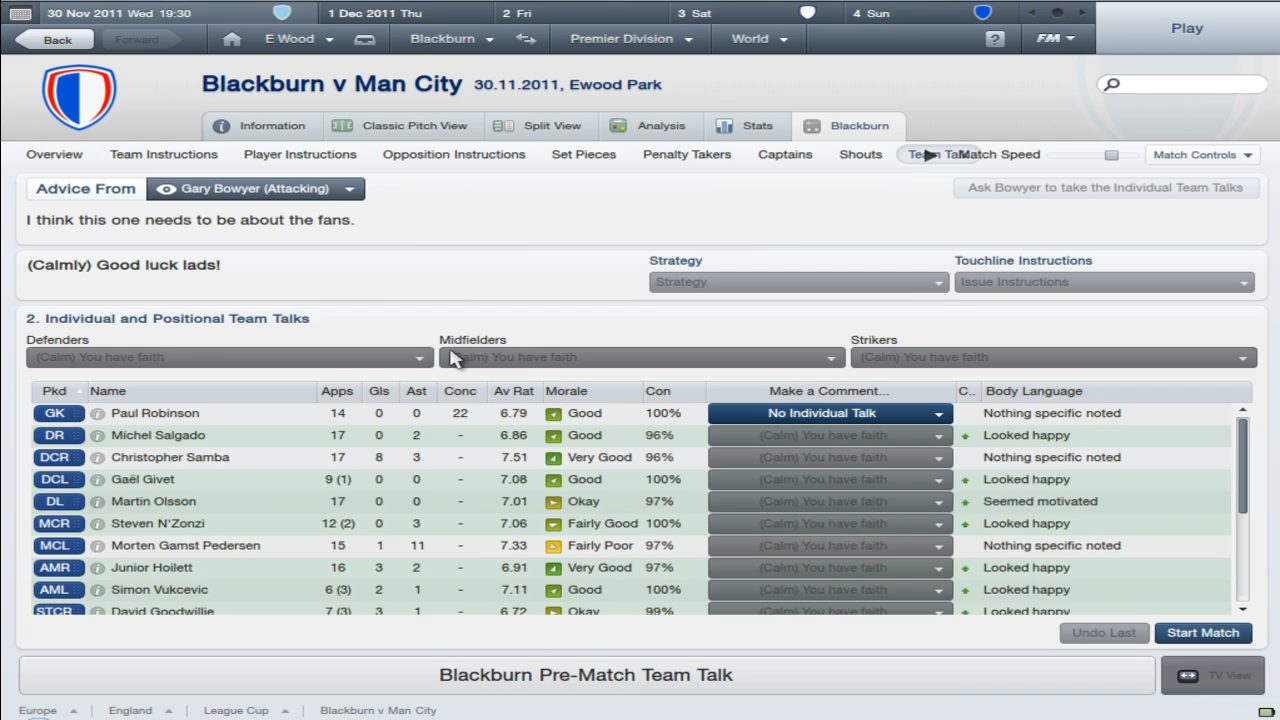 30 Nov 2011 Wed 19:30 1 Dec 2011 Thu 2 Fri 3 Sat 4 Sun
Back Forward E Wood Blackburn Premier Division World ? FM Play
Blackburn v Man City 30.11.2011, Ewood Park
Information Classic Pitch View Split View Analysis Stats Blackburn
Overview Team Instructions Player Instructions Opposition Instructions Set Pieces Penalty Takers Captains Shouts Team Talk Match Speed Match Controls
Advice From Gary Bowyer (Attacking) Ask Bowyer to take the Individual Team Talks
I think this one needs to be about the fans.
(Calmly) Good luck lads! Strategy Touchline Instructions
Strategy Issue Instructions
2. Individual and Positional Team Talks
Defenders Midfielders Strikers
(Calm) You have faith (Calm) You have faith (Calm) You have faith
Pkd Name Apps Gls Ast Conc Av Rat Morale Con Make a Comment... C.. Body Language
GK Paul Robinson 14 0 0 22 6.79 Good 100% No Individual Talk Nothing specific noted
DR Míchel Salgado 17 0 2 - 6.86 Good 96% (Calm) You have faith Looked happy
DCR Christopher Samba 17 8 3 - 7.51 Very Good 96% (Calm) You have faith Nothing specific noted
DCL Gaël Givet 9 (1) 0 0 - 7.08 Good 100% (Calm) You have faith Looked happy
DL Martin Olsson 17 0 0 - 7.01 Okay 97% (Calm) You have faith Seemed motivated
MCR Steven N'Zonzi 12 (2) 0 3 - 7.06 Fairly Good 100% (Calm) You have faith Looked happy
MCL Morten Gamst Pedersen 15 1 11 - 7.33 Fairly Poor 97% (Calm) You have faith Nothing specific noted
AMR Junior Hoilett 16 3 2 - 6.91 Very Good 97% (Calm) You have faith Looked happy
AML Simon Vukcevic 6 (3) 2 1 - 7.11 Good 100% (Calm) You have faith Looked happy
STCR David Goodwillie 7 (3) 3 1 - 6.72 Okay 99% (Calm) You have faith Looked happy
Undo Last Start Match
Blackburn Pre-Match Team Talk TV View
Europe England League Cup Blackburn v Man City